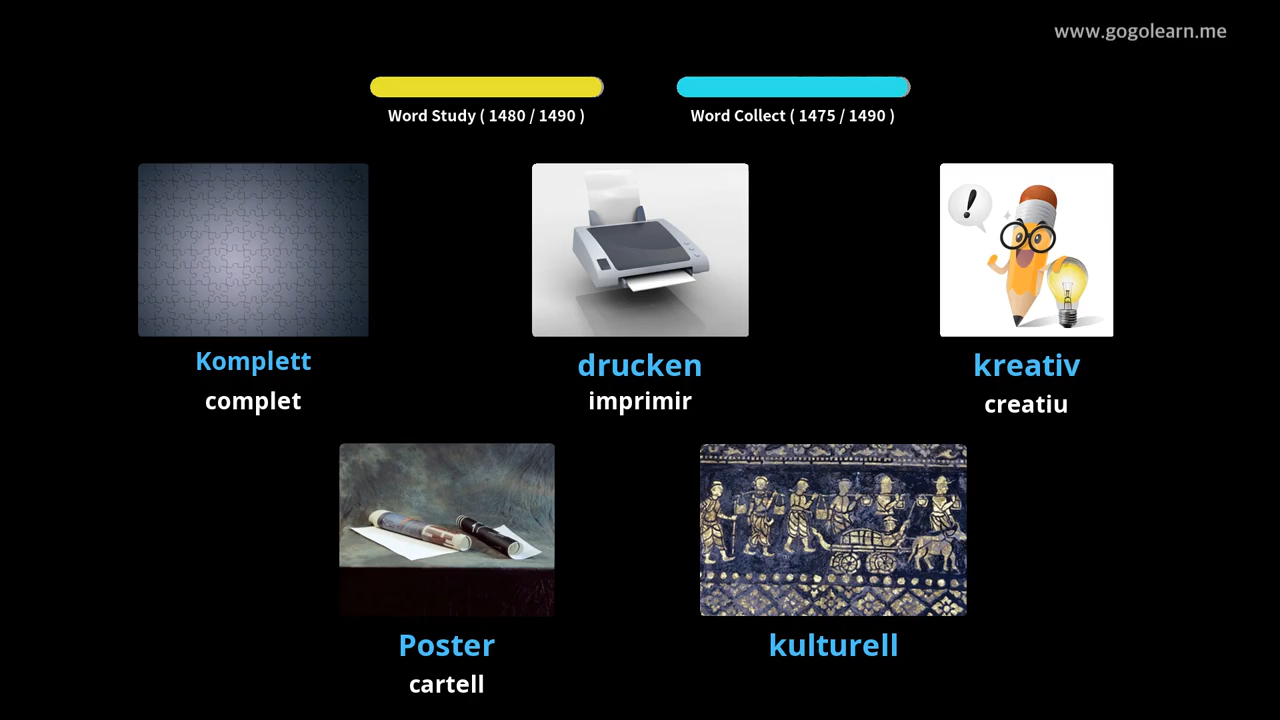 www.gogolearn.me
Word Study ( 1480 / 1490 )
Word Collect ( 1475 / 1490 )
Komplett
complet
drucken
imprimir
!
kreativ
creatiu
Poster
cartell
kulturell